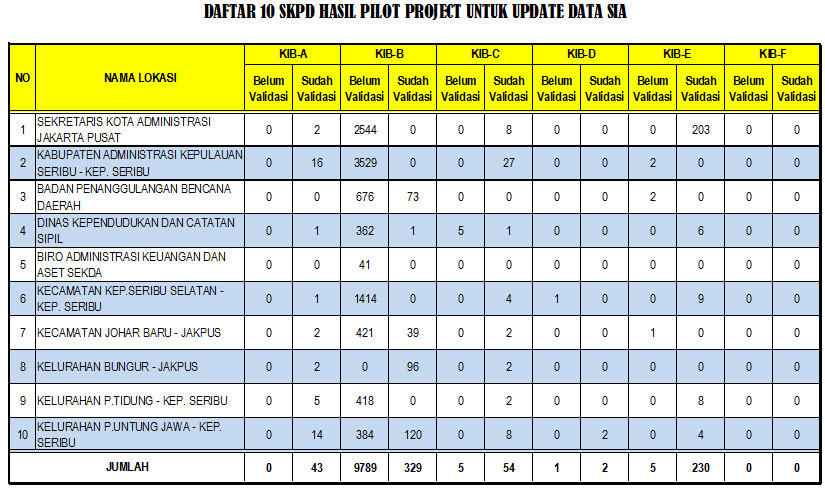 DAFTAR 10 SKPD HASIL PILOT PROJECT UNTUK UPDATE DATA SIA
NO NAMA LOKASI KIB-A KIB-B KIB-C KIB-D KIB-E KIB-F
Belum Sudah Belum Sudah Belum Sudah Belum Sudah Belum Sudah Belum Sudah
Validasi Validasi Validasi Validasi Validasi Validasi Validasi Validasi Validasi Validasi Validasi Validasi
1 SEKRETARIS KOTA ADMINISTRASI
JAKARTA PUSAT 0 2 2544 0 0 8 0 0 0 203 0 0
2 KABUPATEN ADMINISTRASI KEPULAUAN
SERIBU - KEP. SERIBU 0 16 3529 0 0 27 0 0 2 0 0 0
3 BADAN PENANGGULANGAN BENCANA
DAERAH 0 0 676 73 0 0 0 0 2 0 0 0
4 DINAS KEPENDUDUKAN DAN CATATAN
SIPIL 0 1 362 1 5 1 0 0 0 6 0 0
5 BIRO ADMINISTRASI KEUANGAN DAN
ASET SEKDA 0 0 41 0 0 0 0 0 0 0 0 0
6 KECAMATAN KEP.SERIBU SELATAN -
KEP. SERIBU 0 1 1414 0 0 4 1 0 0 9 0 0
7 KECAMATAN JOHAR BARU - JAKPUS 0 2 421 39 0 2 0 0 1 0 0 0
8 KELURAHAN BUNGUR - JAKPUS 0 2 0 96 0 2 0 0 0 0 0 0
9 KELURAHAN P.TIDUNG - KEP. SERIBU 0 5 418 0 0 2 0 0 0 8 0 0
10 KELURAHAN P.UNTUNG JAWA - KEP.
SERIBU 0 14 384 120 0 8 0 2 0 4 0 0
JUMLAH 0 43 9789 329 5 54 1 2 5 230 0 0